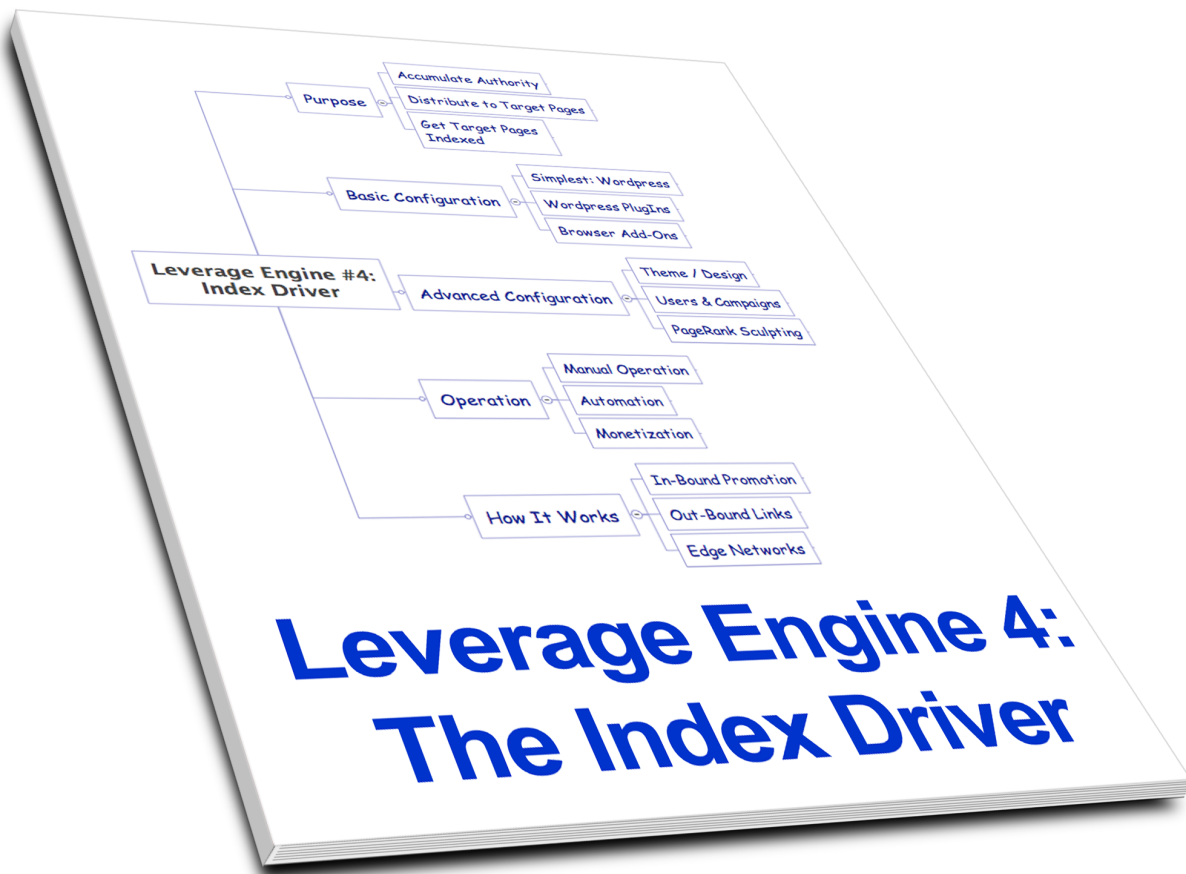 Purpose
Accumulate Authority
Distribute to Target Pages
Get Target Pages
Indexed
Basic Configuration
Simplest: Wordpress
Wordpress PlugIns
Browser Add-Ons
Leverage Engine #4:
Index Driver
Advanced Configuration
Theme / Design
Users & Campaigns
PageRank Sculpting
Operation
Manual Operation
Automation
Monetization
How It Works
In-Bound Promotion
Out-Bound Links
Edge Networks
Leverage Engine 4:
The Index Driver